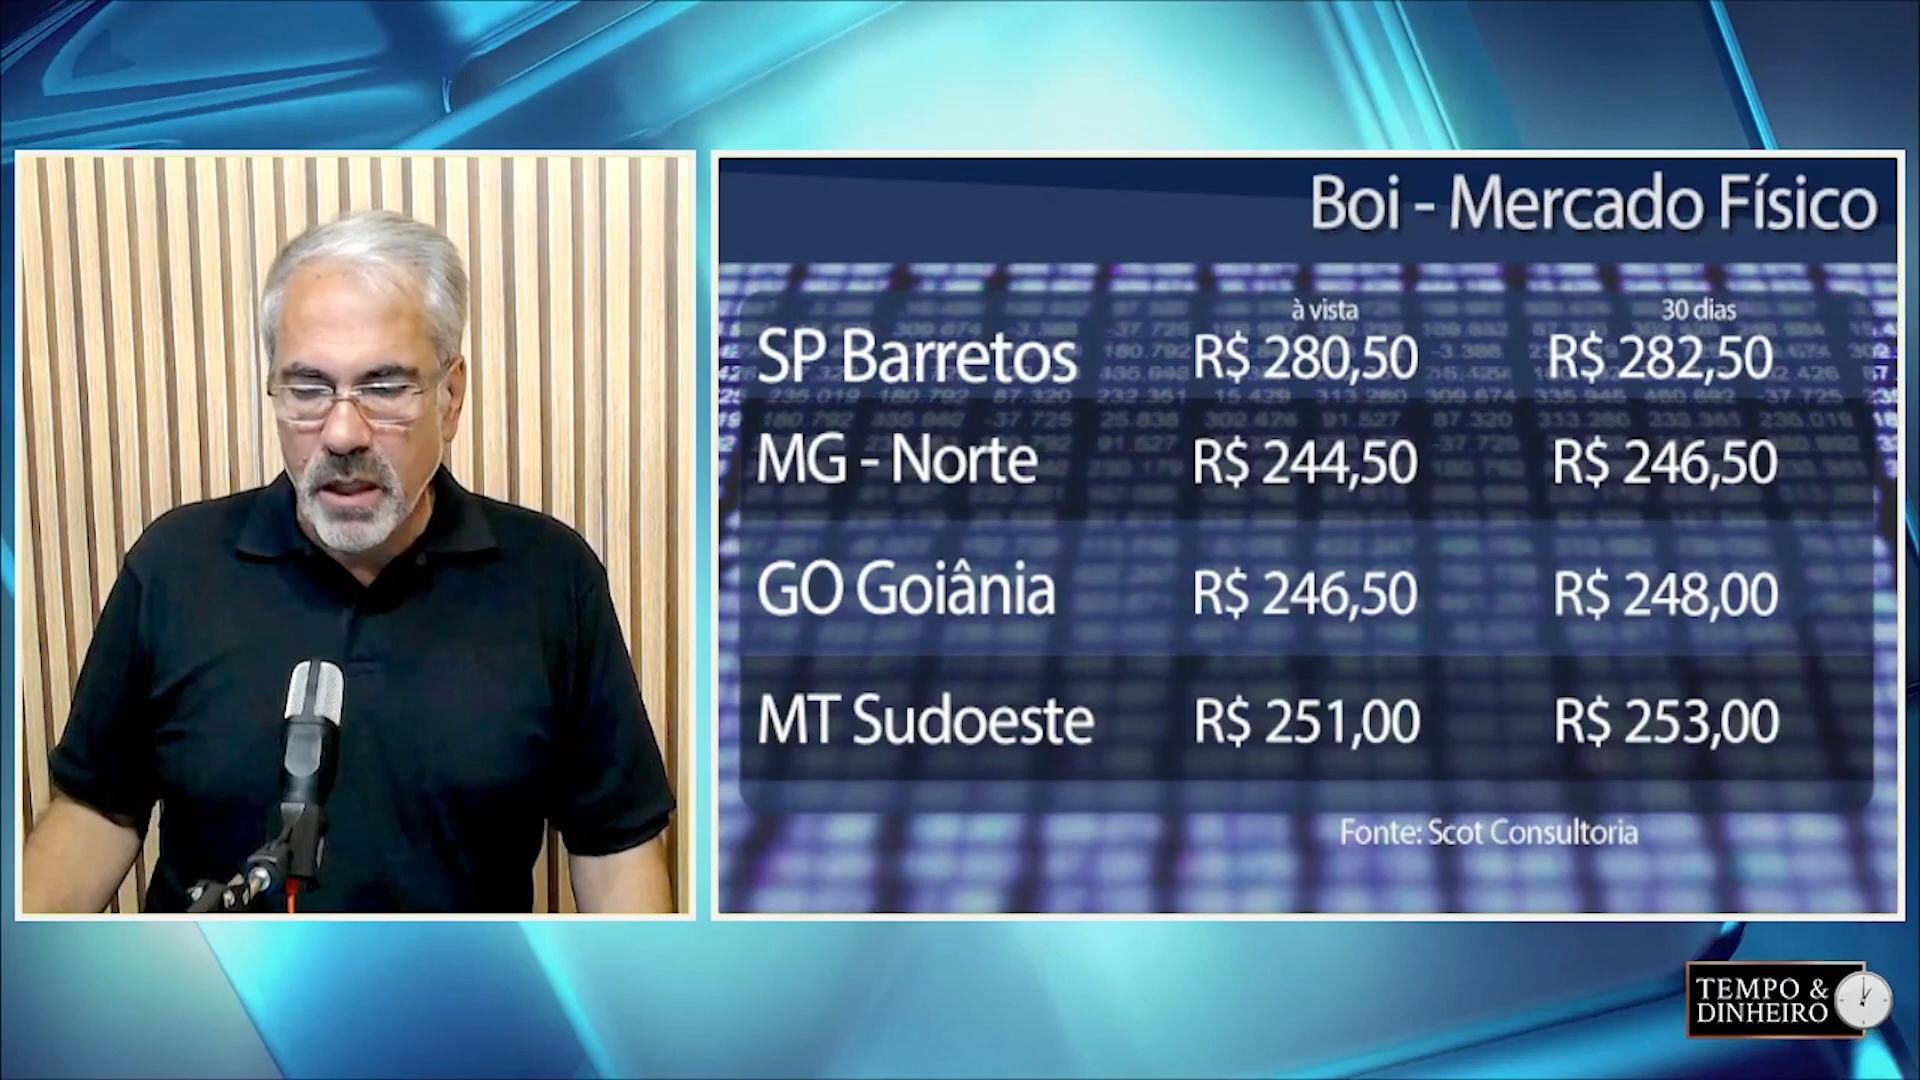 Boi - Mercado Físico
à vista 30 dias
SP Barretos R$ 280,50 R$ 282,50
MG - Norte R$ 244,50 R$ 246,50
GO Goiânia R$ 246,50 R$ 248,00
MT Sudoeste R$ 251,00 R$ 253,00
Fonte: Scot Consultoria
TEMPO &
DINHEIRO